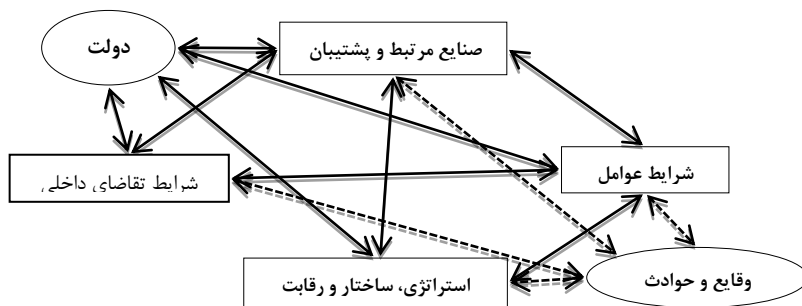 دولت
صنایع مرتبط و پشتیبان
شرایط عوامل
شرایط تقاضای داخلی
استراتژی، ساختار و رقابت
وقایع و حوادث